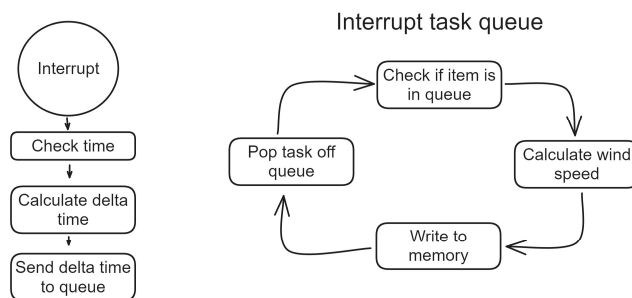 Interrupt task queue
Interrupt
Check time
Calculate delta
time
Send delta time
to queue
Check if item is
in queue
Calculate wind
speed
Write to
memory
Pop task off
queue